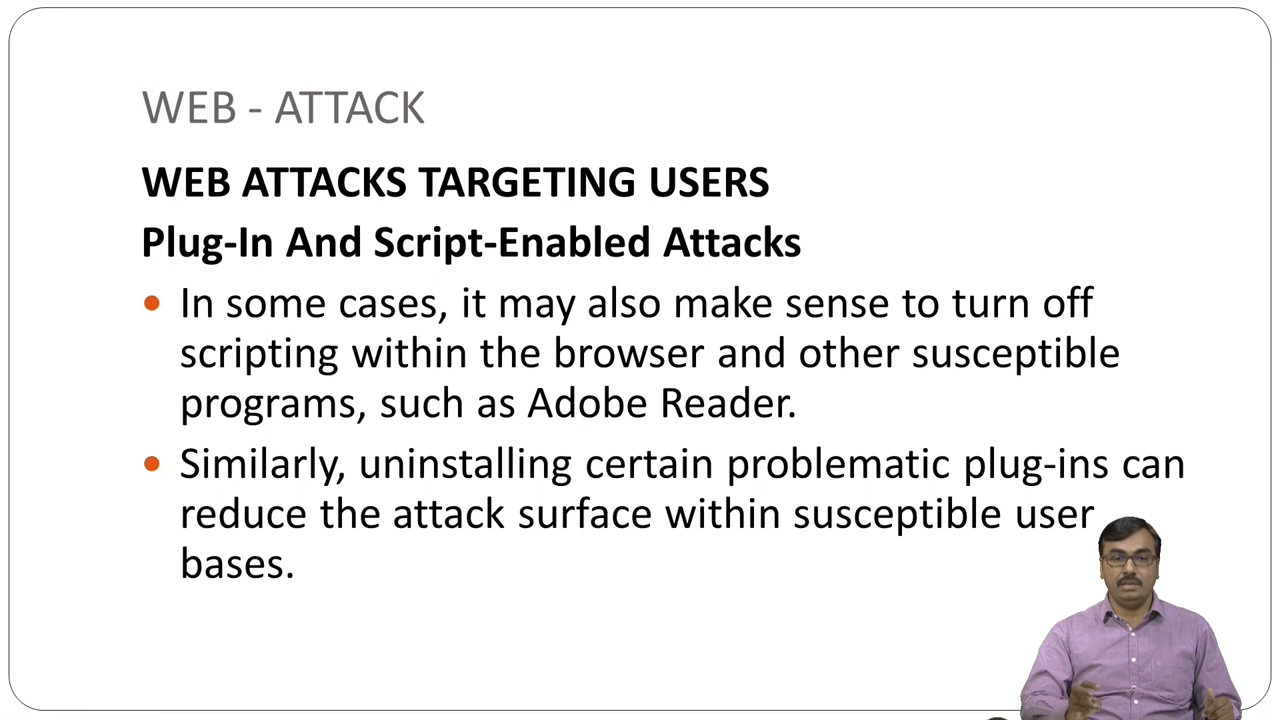 WEB - ATTACK
WEB ATTACKS TARGETING USERS
Plug-In And Script-Enabled Attacks
• In some cases, it may also make sense to turn off
scripting within the browser and other susceptible
programs, such as Adobe Reader.
• Similarly, uninstalling certain problematic plug-ins can
reduce the attack surface within susceptible user
bases.